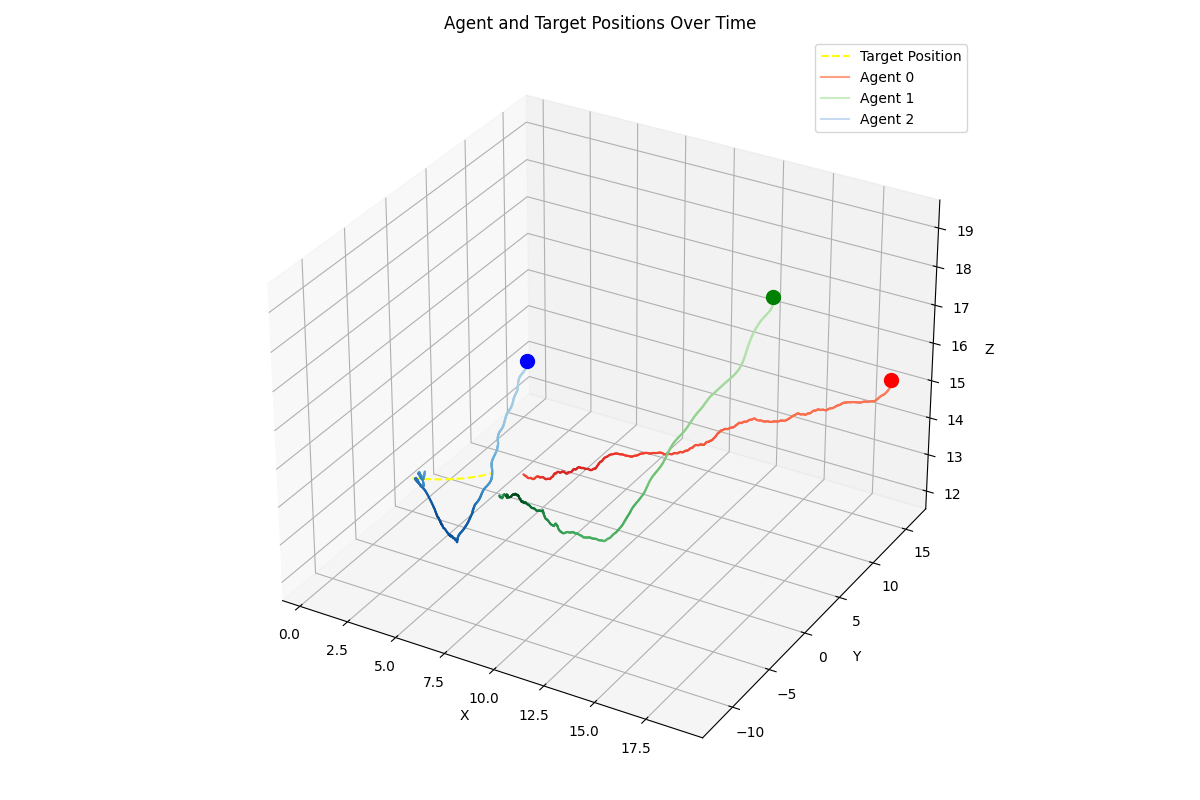 Agent and Target Positions Over Time
Target Position
Agent 0
Agent 1
Agent 2
19
18
17
16
15
14
13
12
Z
15
10
5
0
−5
−10
Y
0.0
2.5
5.0
7.5
10.0
12.5
15.0
17.5
X